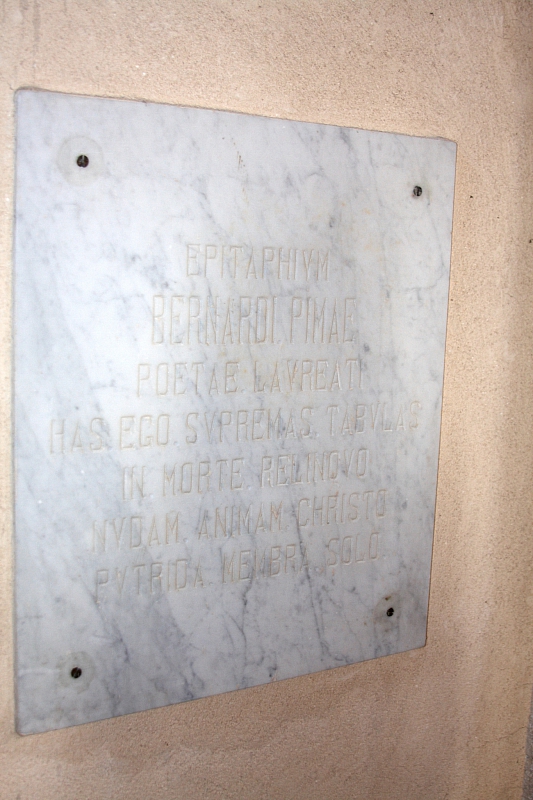 EPITAPHIVM
BERNARDI. PIMAE
POETAE. LAVREATI
HAS. EGO. SVPREMAS. TABVLAS
IN. MORTE. RELINQVO
NVDAM. ANIMAM. CHRISTO
PVTRIDA. MEMBRA. SOLO.